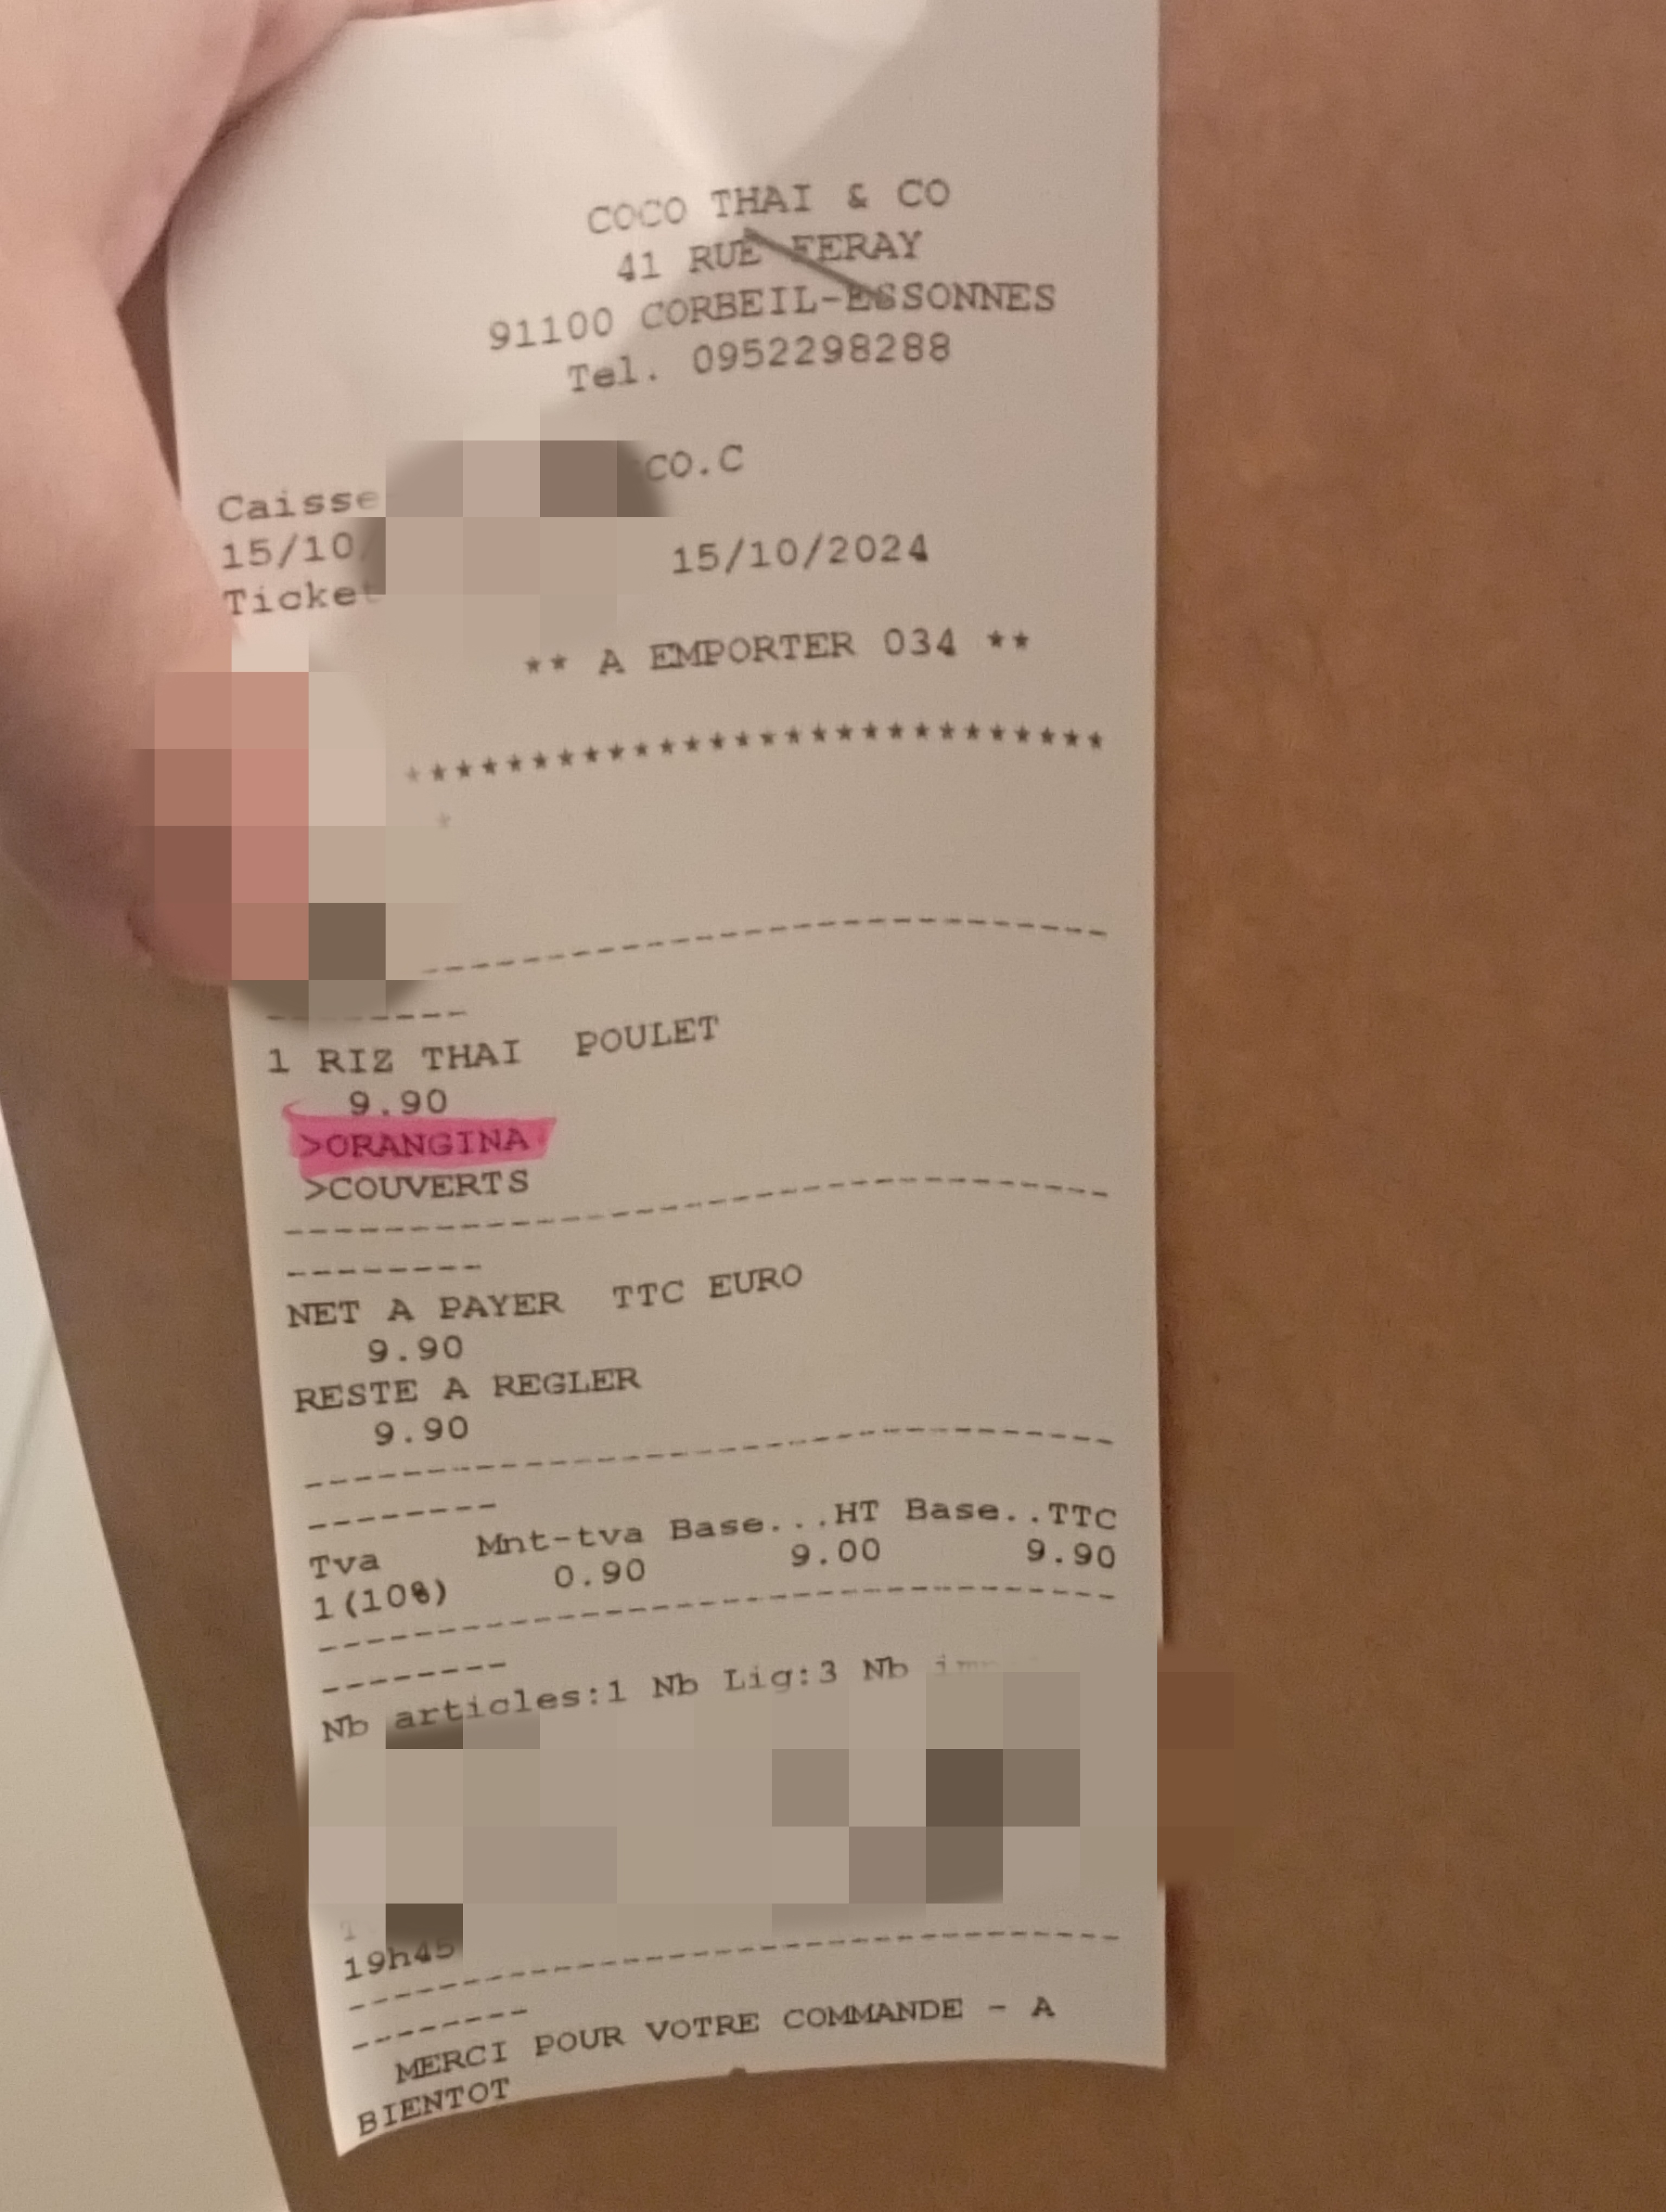 COCO THAI & CO
41 RUE FERAY
91100 CORBEIL-ESSONNES
Tel. 0952298288
Caisse CO.C
15/10/ 15/10/2024
Ticket
** A EMPORTER 034 **
****************************
*
---------------------------
--------
1 RIZ THAI POULET
9.90
>ORANGINA
>COUVERTS
----------------------------------
--------
NET A PAYER TTC EURO
9.90
RESTE A REGLER
9.90
----------------------------------
--------
Tva Mnt-tva Base...HT Base..TTC
1(10%) 0.90 9.00 9.90
----------------------------------
--------
Nb articles:1 Nb Lig:3 Nb
19h45
----------------------------------
--------
MERCI POUR VOTRE COMMANDE - A
BIENTOT